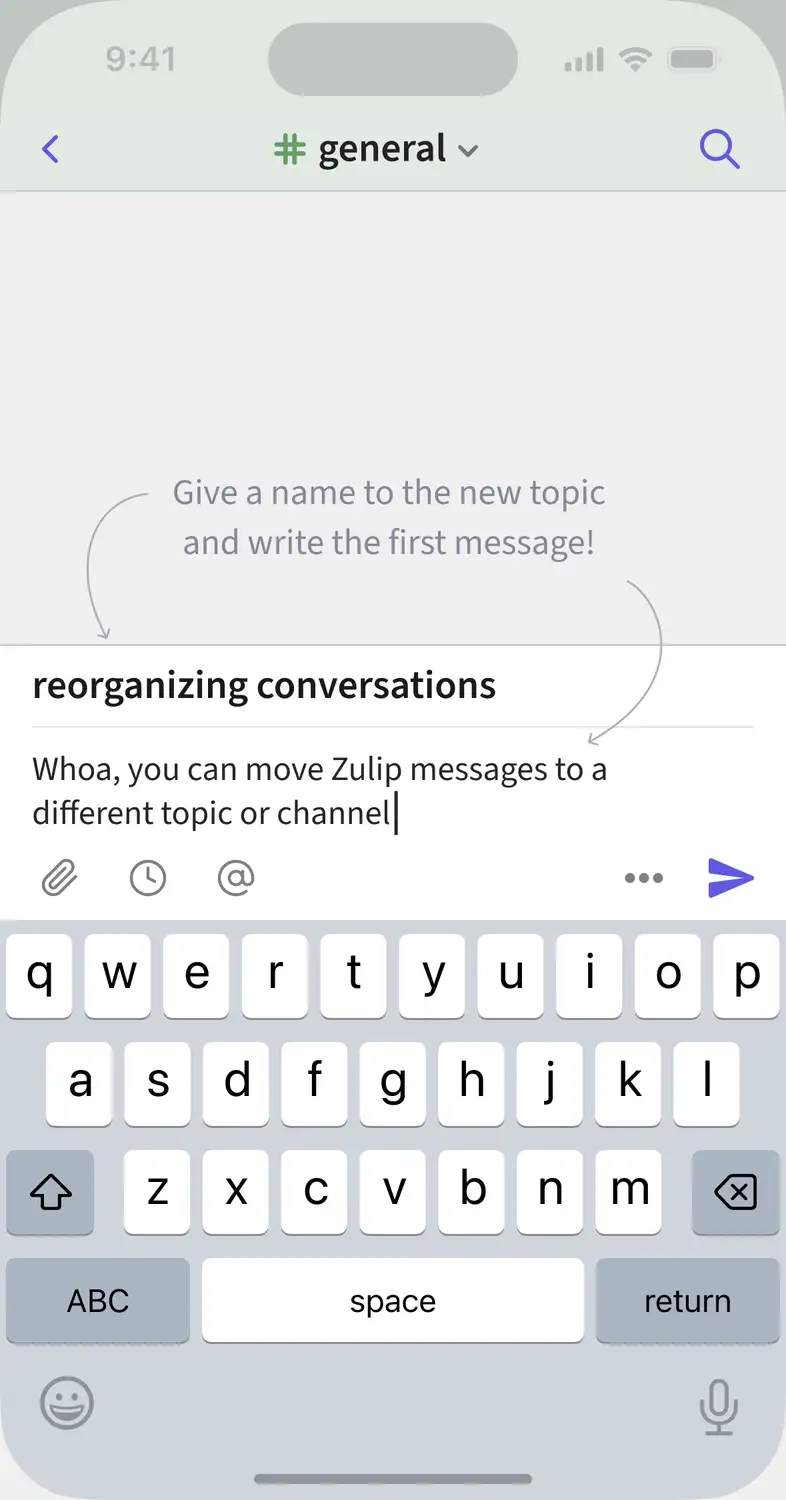 9:41
# general
Give a name to the new topic
and write the first message!
reorganizing conversations
Whoa, you can move Zulip messages to a
different topic or channel
q w e r t y u i o p
a s d f g h j k l
z x c v b n m
ABC space return